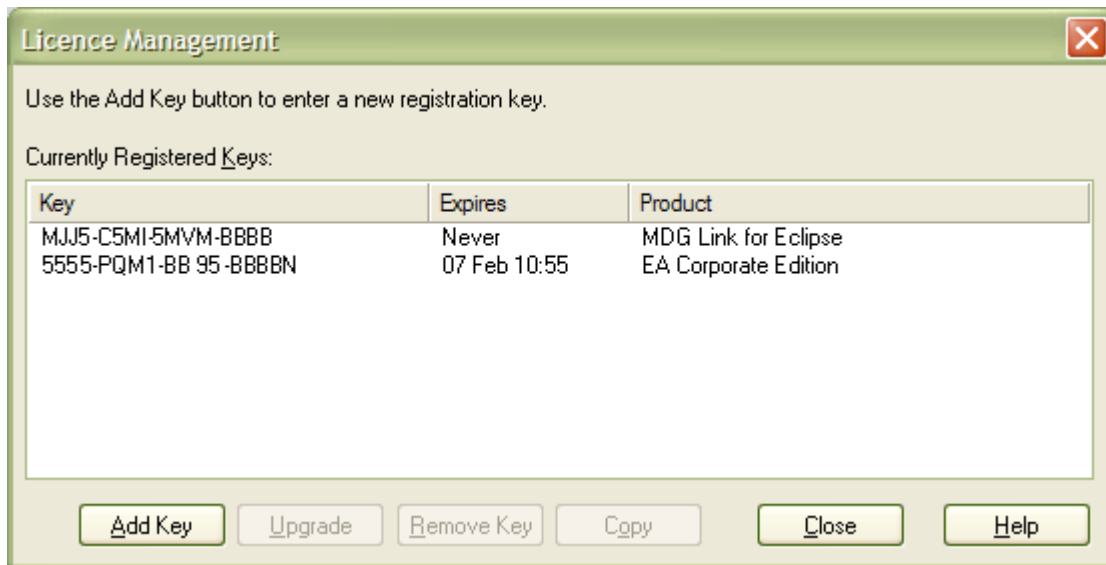 Licence Management
Use the Add Key button to enter a new registration key.
Currently Registered Keys:
Key Expires Product
MJJ5-C5MI-5MVM-BBBB Never MDG Link for Eclipse
5555-PQM1-BB 95 -BBBBN 07 Feb 10:55 EA Corporate Edition
Add Key Upgrade Remove Key Copy Close Help